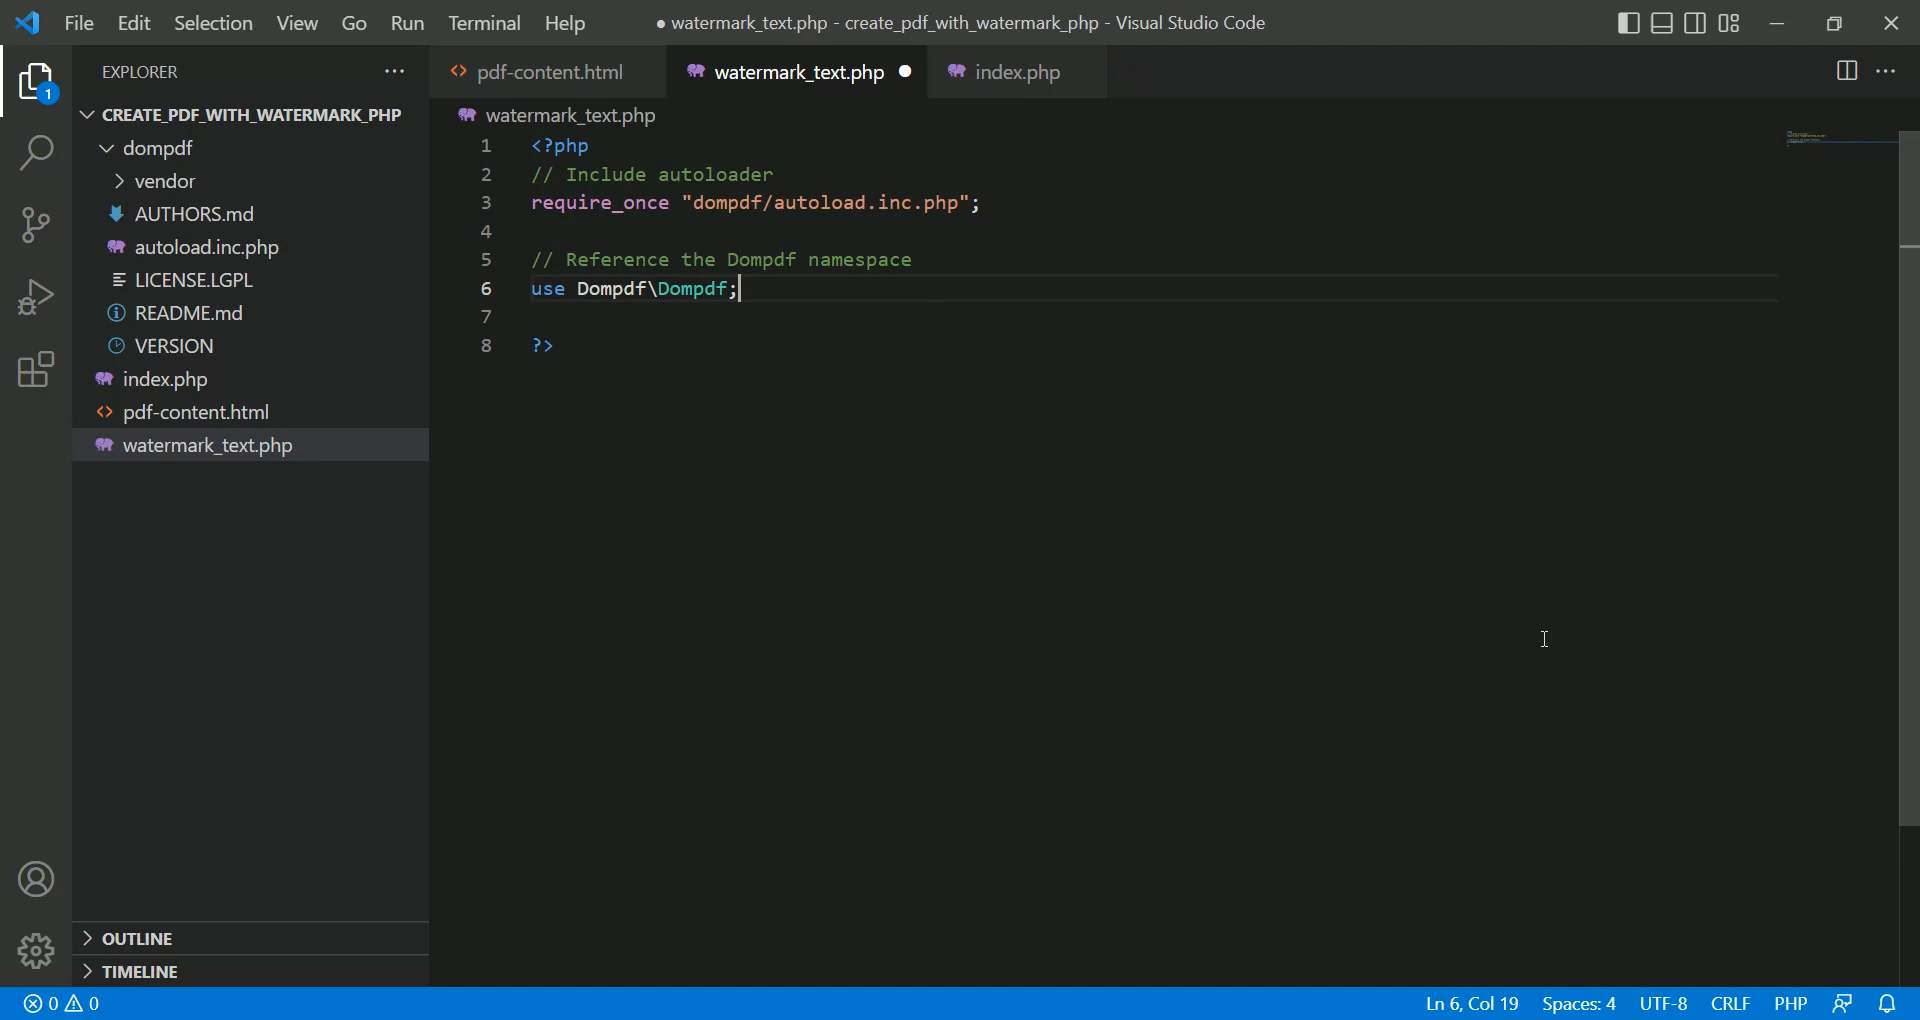 File Edit Selection View Go Run Terminal Help
● watermark_text.php - create_pdf_with_watermark_php - Visual Studio Code
EXPLORER
1
CREATE_PDF_WITH_WATERMARK_PHP
dompdf
vendor
AUTHORS.md
autoload.inc.php
LICENSE.LGPL
README.md
VERSION
index.php
pdf-content.html
watermark_text.php
OUTLINE
TIMELINE
pdf-content.html watermark_text.php index.php
watermark_text.php
1 <?php
2 // Include autoloader
3 require_once "dompdf/autoload.inc.php";
4
5 // Reference the Dompdf namespace
6 use Dompdf\Dompdf;
7
8 ?>
0 0
Ln 6, Col 19 Spaces: 4 UTF-8 CRLF PHP